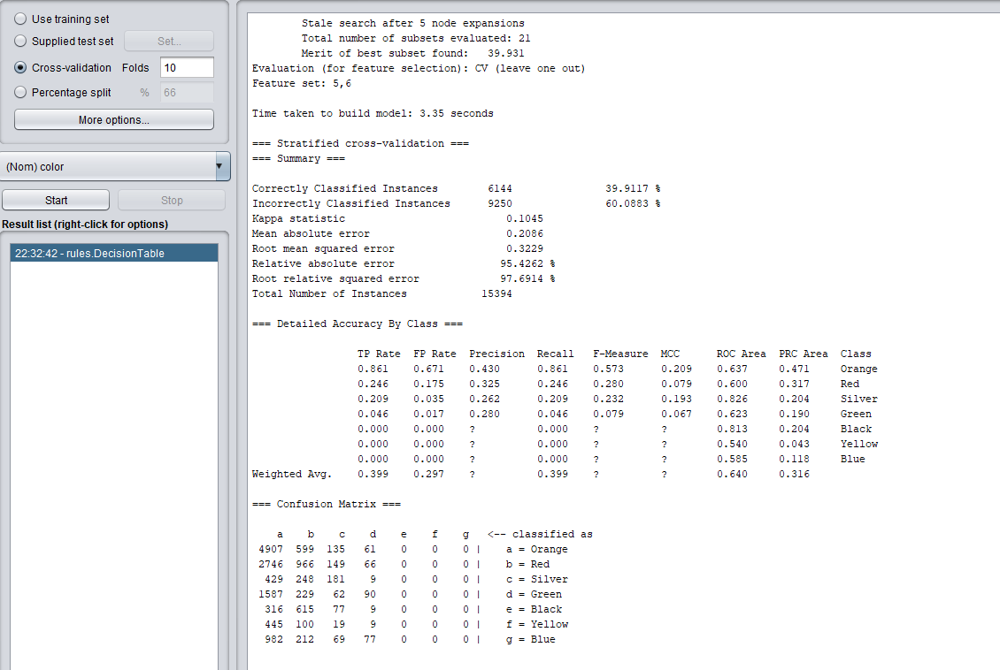 Use training set
Supplied test set Set...
Cross-validation Folds 10
Percentage split % 66
More options...
(Nom) color
Start Stop
Result list (right-click for options)
22:32:42 - rules.DecisionTable
Stale search after 5 node expansions
Total number of subsets evaluated: 21
Merit of best subset found: 39.931
Evaluation (for feature selection): CV (leave one out)
Feature set: 5,6
Time taken to build model: 3.35 seconds
=== Stratified cross-validation ===
=== Summary ===
Correctly Classified Instances 6144 39.9117 %
Incorrectly Classified Instances 9250 60.0883 %
Kappa statistic 0.1045
Mean absolute error 0.2086
Root mean squared error 0.3229
Relative absolute error 95.4262 %
Root relative squared error 97.6914 %
Total Number of Instances 15394
=== Detailed Accuracy By Class ===
TP Rate FP Rate Precision Recall F-Measure MCC ROC Area PRC Area Class
0.861 0.671 0.430 0.861 0.573 0.209 0.637 0.471 Orange
0.246 0.175 0.325 0.246 0.280 0.079 0.600 0.317 Red
0.209 0.035 0.262 0.209 0.232 0.193 0.826 0.204 Silver
0.046 0.017 0.280 0.046 0.079 0.067 0.623 0.190 Green
0.000 0.000 ? 0.000 ? ? 0.813 0.204 Black
0.000 0.000 ? 0.000 ? ? 0.540 0.043 Yellow
0.000 0.000 ? 0.000 ? ? 0.585 0.118 Blue
Weighted Avg. 0.399 0.297 ? 0.399 ? ? 0.640 0.316
=== Confusion Matrix ===
a b c d e f g <-- classified as
4907 599 135 61 0 0 0 | a = Orange
2746 966 149 66 0 0 0 | b = Red
429 248 181 9 0 0 0 | c = Silver
1587 229 62 90 0 0 0 | d = Green
316 615 77 9 0 0 0 | e = Black
445 100 19 9 0 0 0 | f = Yellow
982 212 69 77 0 0 0 | g = Blue